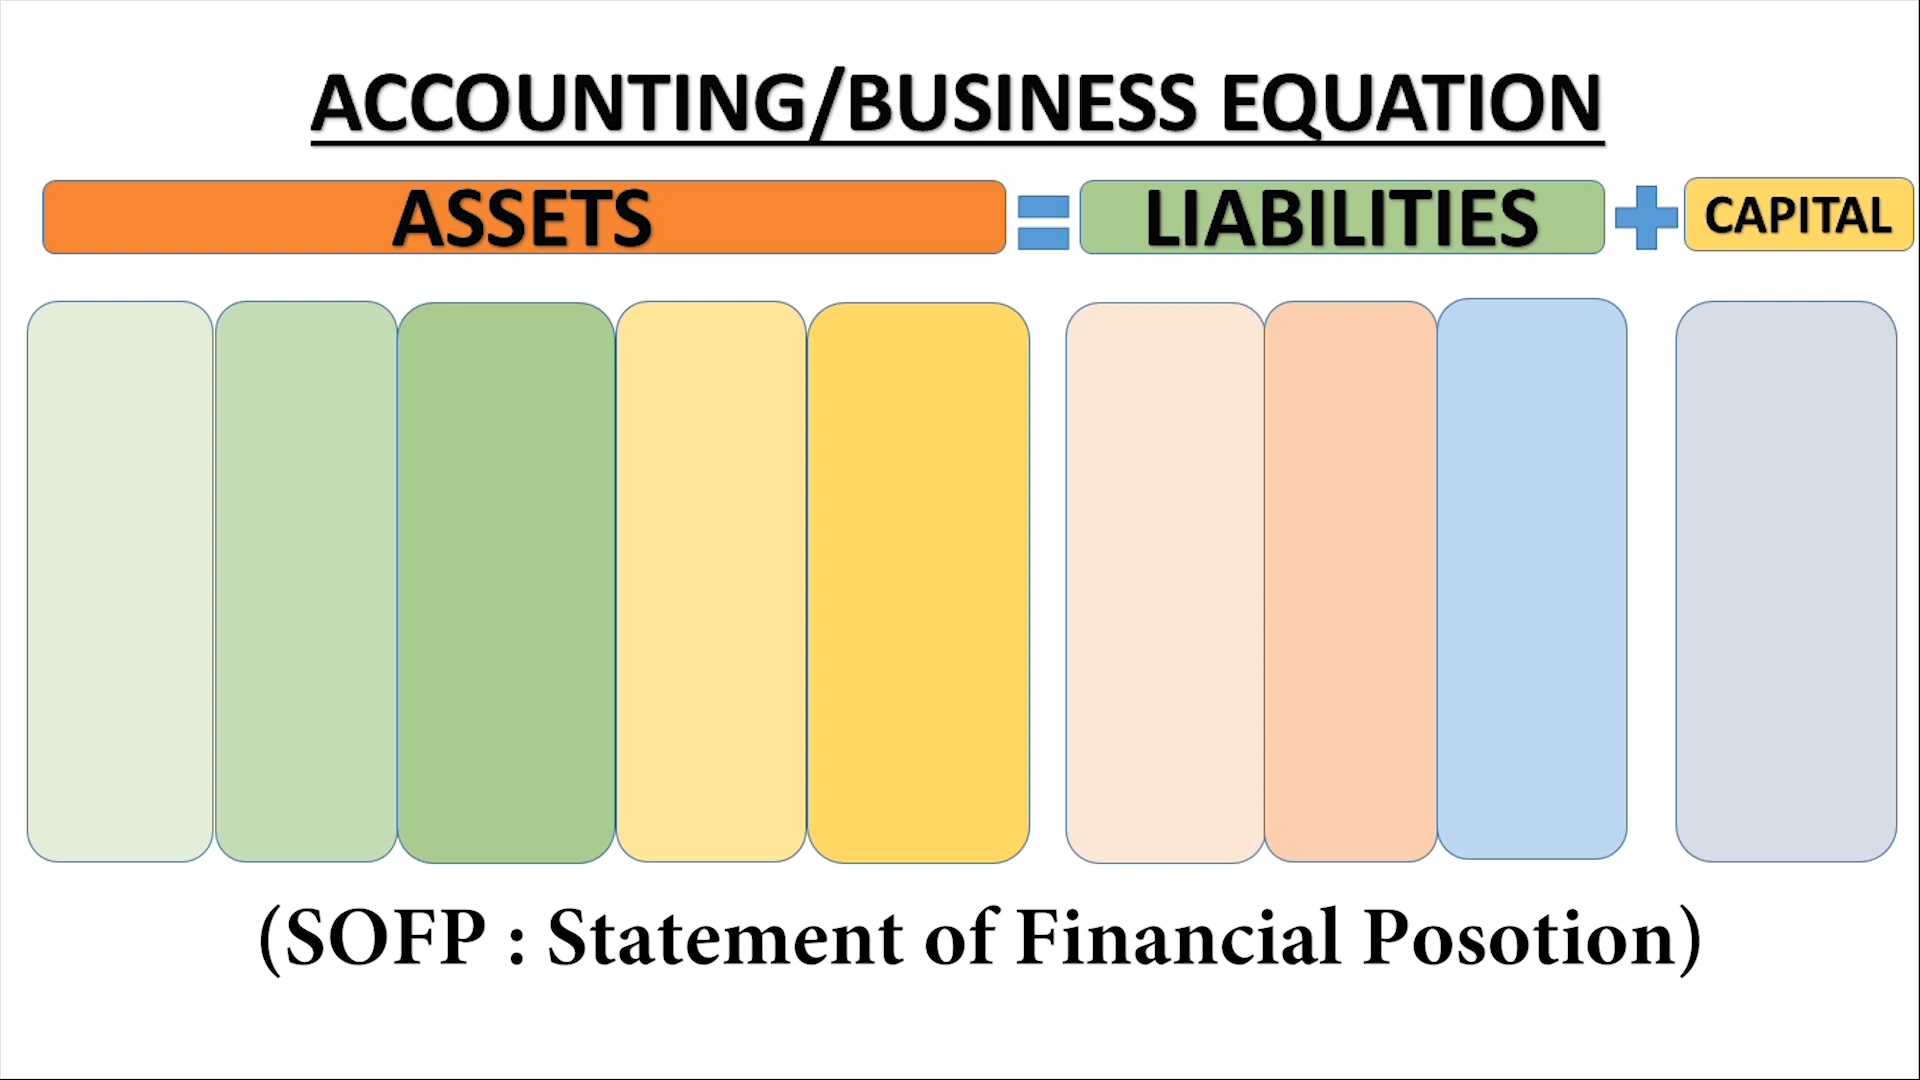 ACCOUNTING/BUSINESS EQUATION
ASSETS = LIABILITIES + CAPITAL
(SOFP : Statement of Financial Posotion)